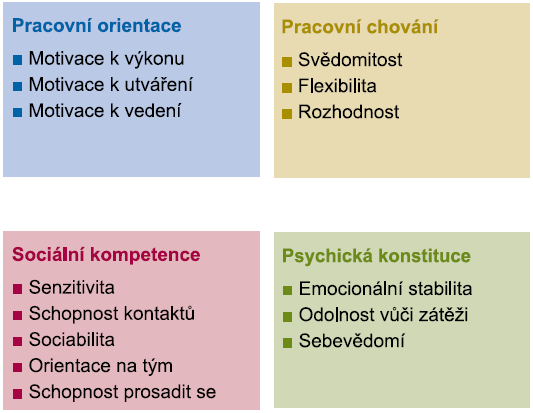 Pracovní orientace
Motivace k výkonu
Motivace k utváření
Motivace k vedení
Pracovní chování
Svědomitost
Flexibilita
Rozhodnost
Sociální kompetence
Senzitivita
Schopnost kontaktů
Sociabilita
Orientace na tým
Schopnost prosadit se
Psychická konstituce
Emocionální stabilita
Odolnost vůči zátěži
Sebevědomí